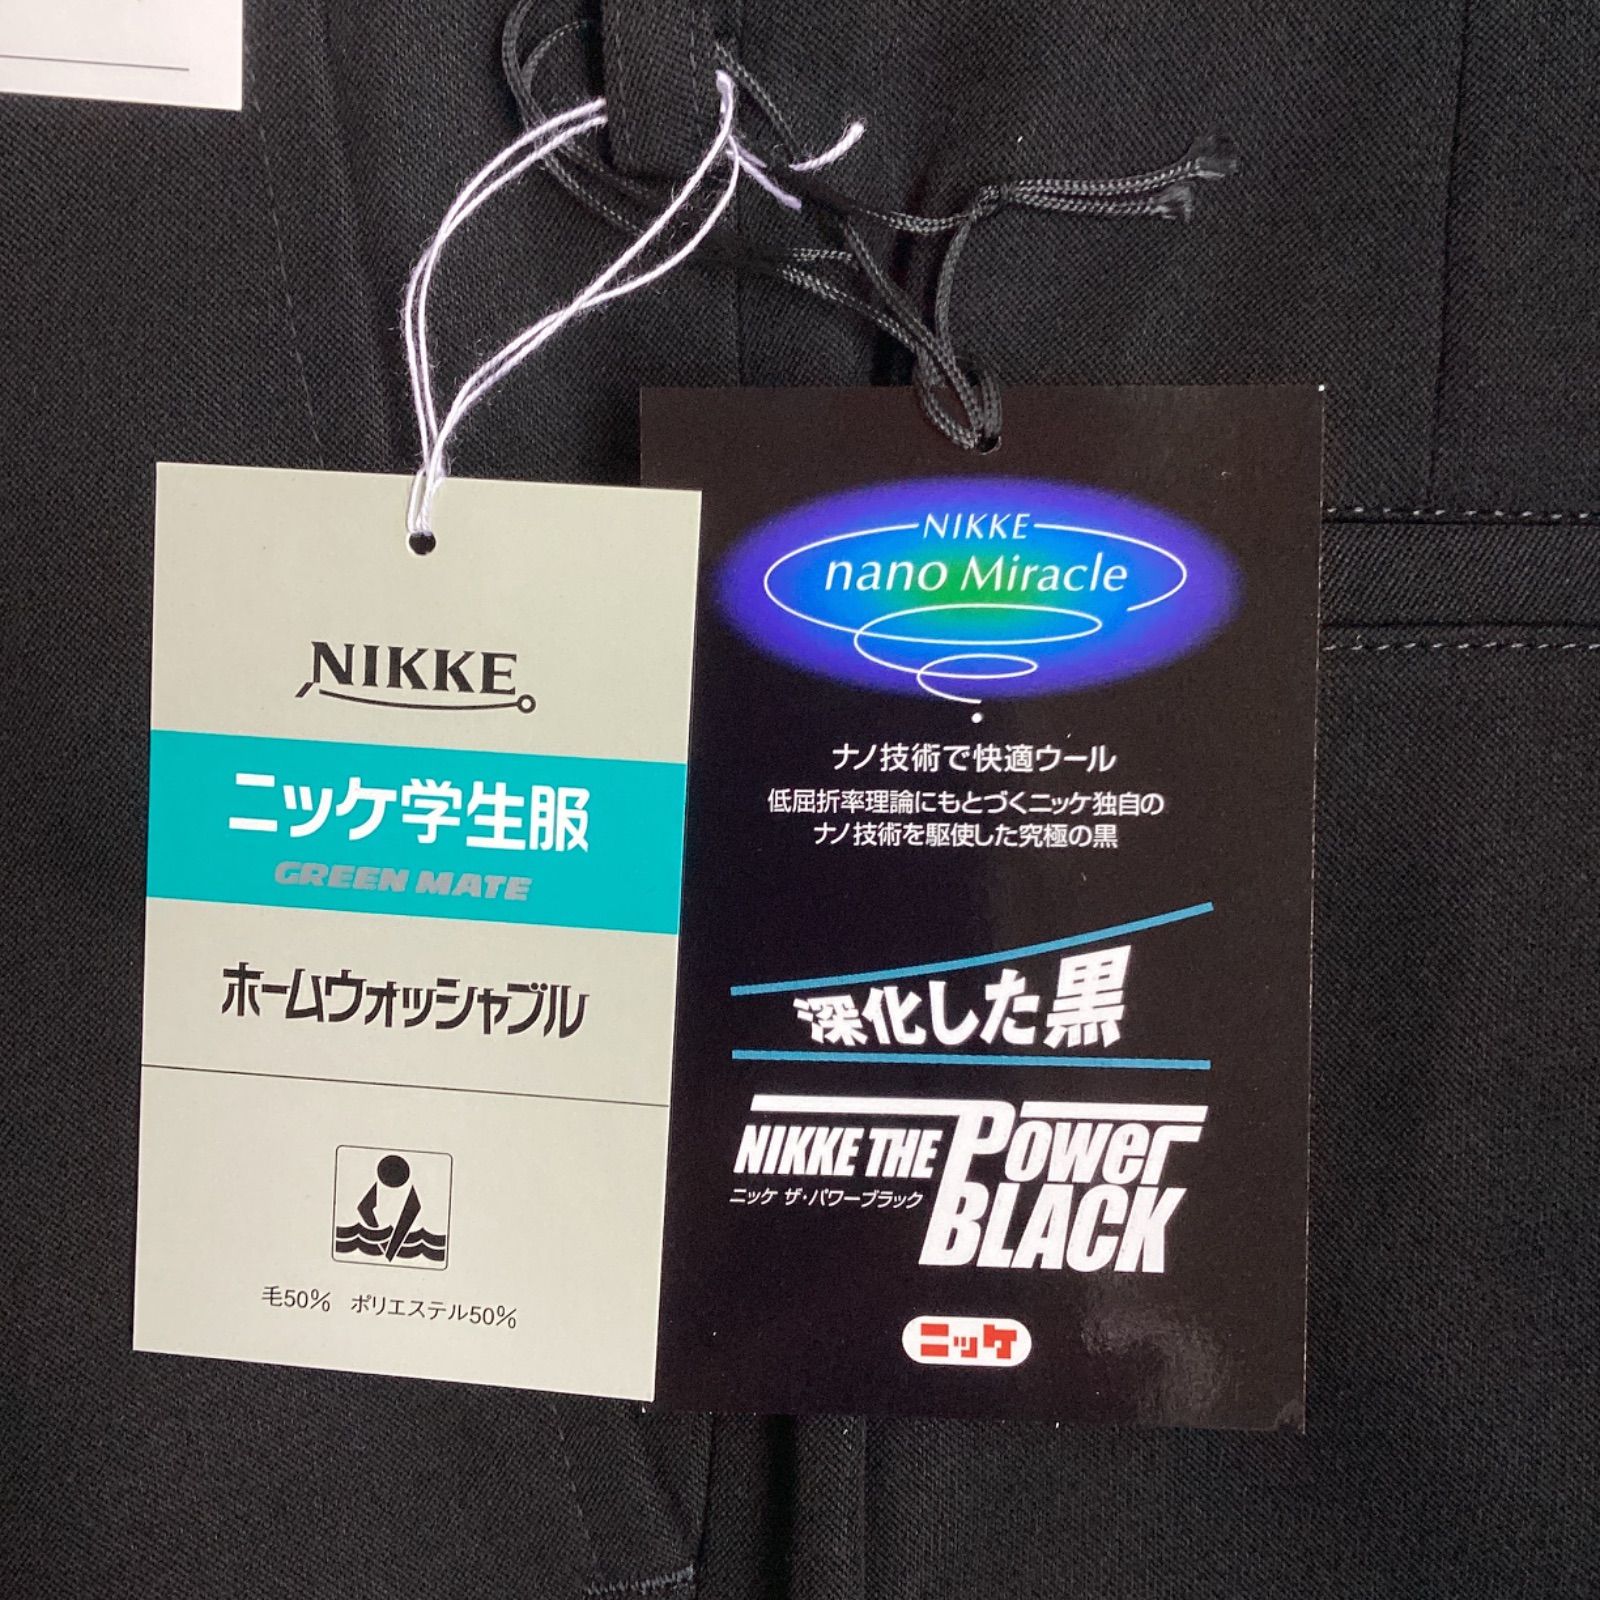 NIKKE
ニッケ学生服
GREEN MATE
ホームウォッシャブル
毛50% ポリエステル50%
NIKKE
nano Miracle
ナノ技術で快適ウール
低屈折率理論にもとづくニッケ独自の
ナノ技術を駆使した究極の黒
深化した黒
NIKKE THE Power BLACK
ニッケ ザ・パワーブラック
ニッケ